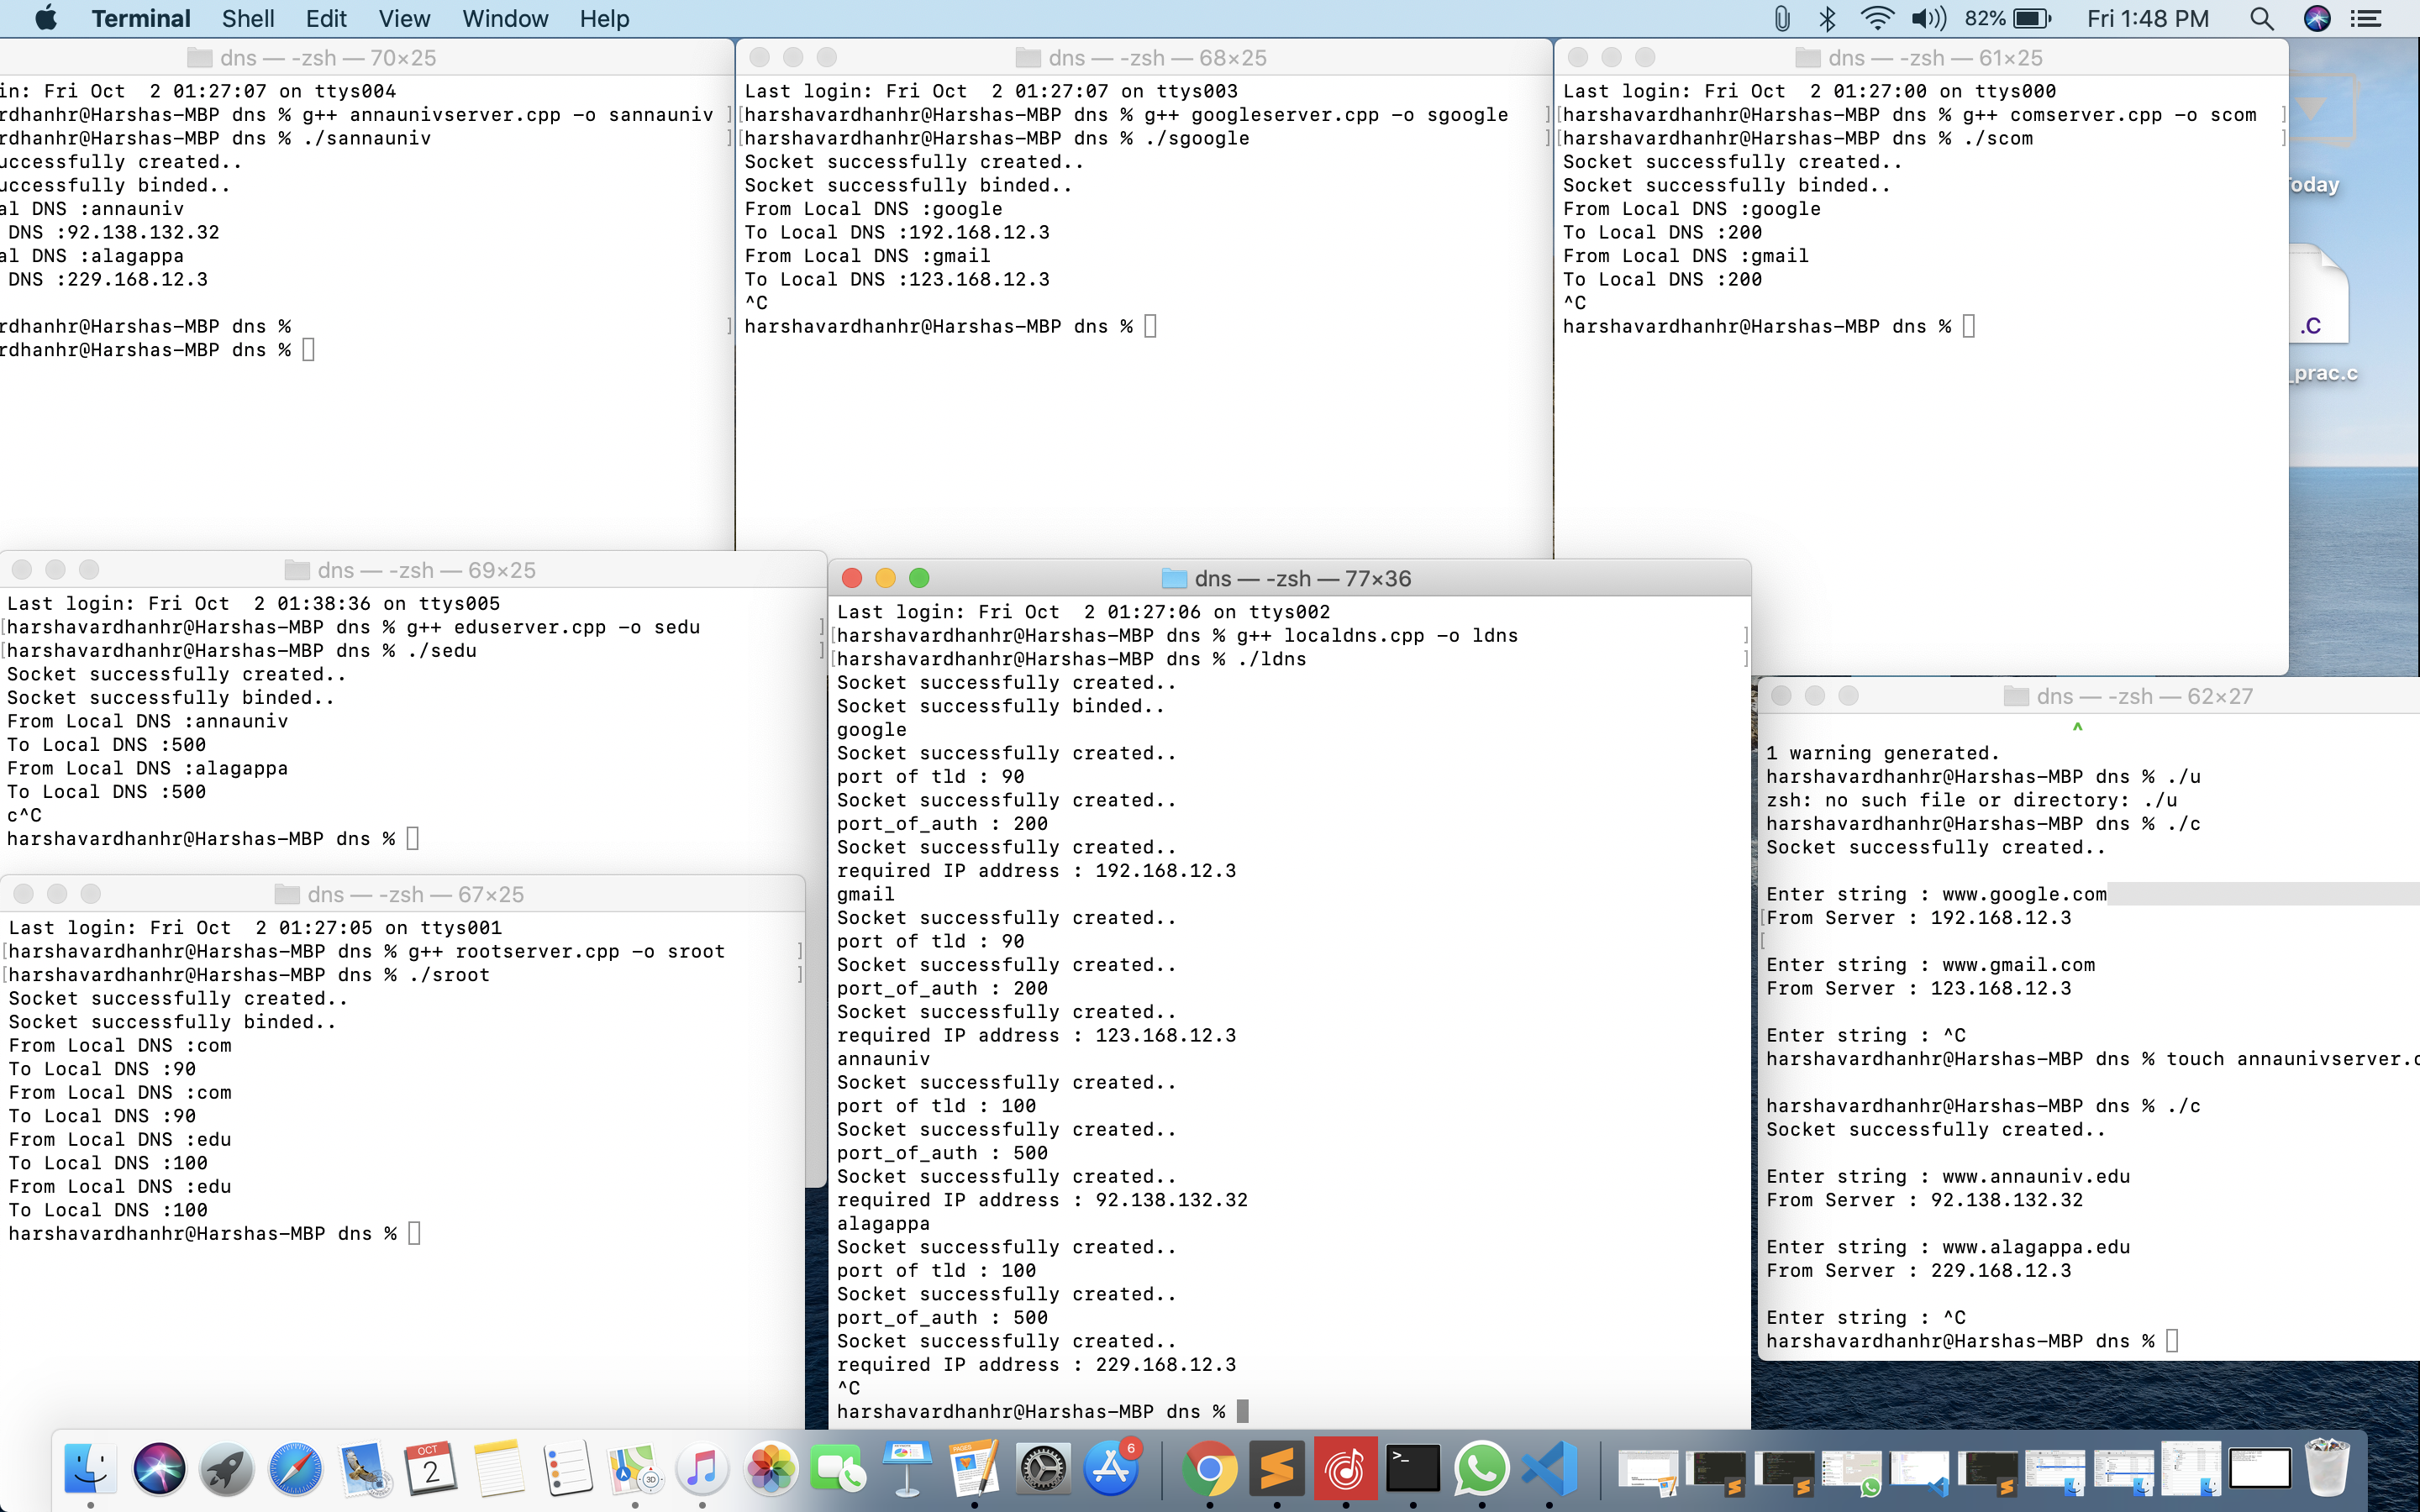 Terminal Shell Edit View Window Help 82% Fri 1:48 PM
dns — -zsh — 70×25
in: Fri Oct  2 01:27:07 on ttys004
rdhanhr@Harshas-MBP dns % g++ annaunivserver.cpp -o sannauniv ]
rdhanhr@Harshas-MBP dns % ./sannauniv ]
uccessfully created..
uccessfully binded..
al DNS :annauniv
DNS :92.138.132.32
al DNS :alagappa
DNS :229.168.12.3
rdhanhr@Harshas-MBP dns % ]
rdhanhr@Harshas-MBP dns %
dns — -zsh — 68×25
Last login: Fri Oct  2 01:27:07 on ttys003
[harshavardhanhr@Harshas-MBP dns % g++ googleserver.cpp -o sgoogle ]
[harshavardhanhr@Harshas-MBP dns % ./sgoogle ]
Socket successfully created..
Socket successfully binded..
From Local DNS :google
To Local DNS :192.168.12.3
From Local DNS :gmail
To Local DNS :123.168.12.3
^C
harshavardhanhr@Harshas-MBP dns %
dns — -zsh — 61×25
Last login: Fri Oct  2 01:27:00 on ttys000
[harshavardhanhr@Harshas-MBP dns % g++ comserver.cpp -o scom ]
[harshavardhanhr@Harshas-MBP dns % ./scom ]
Socket successfully created..
Socket successfully binded..
From Local DNS :google
To Local DNS :200
From Local DNS :gmail
To Local DNS :200
^C
harshavardhanhr@Harshas-MBP dns %
oday
.C
_prac.c
dns — -zsh — 69×25
Last login: Fri Oct  2 01:38:36 on ttys005
[harshavardhanhr@Harshas-MBP dns % g++ eduserver.cpp -o sedu ]
[harshavardhanhr@Harshas-MBP dns % ./sedu ]
Socket successfully created..
Socket successfully binded..
From Local DNS :annauniv
To Local DNS :500
From Local DNS :alagappa
To Local DNS :500
c^C
harshavardhanhr@Harshas-MBP dns %
dns — -zsh — 67×25
Last login: Fri Oct  2 01:27:05 on ttys001
[harshavardhanhr@Harshas-MBP dns % g++ rootserver.cpp -o sroot ]
[harshavardhanhr@Harshas-MBP dns % ./sroot ]
Socket successfully created..
Socket successfully binded..
From Local DNS :com
To Local DNS :90
From Local DNS :com
To Local DNS :90
From Local DNS :edu
To Local DNS :100
From Local DNS :edu
To Local DNS :100
harshavardhanhr@Harshas-MBP dns %
dns — -zsh — 77×36
Last login: Fri Oct  2 01:27:06 on ttys002
[harshavardhanhr@Harshas-MBP dns % g++ localdns.cpp -o ldns ]
[harshavardhanhr@Harshas-MBP dns % ./ldns ]
Socket successfully created..
Socket successfully binded..
google
Socket successfully created..
port of tld : 90
Socket successfully created..
port_of_auth : 200
Socket successfully created..
required IP address : 192.168.12.3
gmail
Socket successfully created..
port of tld : 90
Socket successfully created..
port_of_auth : 200
Socket successfully created..
required IP address : 123.168.12.3
annauniv
Socket successfully created..
port of tld : 100
Socket successfully created..
port_of_auth : 500
Socket successfully created..
required IP address : 92.138.132.32
alagappa
Socket successfully created..
port of tld : 100
Socket successfully created..
port_of_auth : 500
Socket successfully created..
required IP address : 229.168.12.3
^C
harshavardhanhr@Harshas-MBP dns %
dns — -zsh — 62×27
^
1 warning generated.
harshavardhanhr@Harshas-MBP dns % ./u
zsh: no such file or directory: ./u
harshavardhanhr@Harshas-MBP dns % ./c
Socket successfully created..
Enter string : www.google.com
[From Server : 192.168.12.3
[
Enter string : www.gmail.com
From Server : 123.168.12.3
Enter string : ^C
harshavardhanhr@Harshas-MBP dns % touch annaunivserver.c
harshavardhanhr@Harshas-MBP dns % ./c
Socket successfully created..
Enter string : www.annauniv.edu
From Server : 92.138.132.32
Enter string : www.alagappa.edu
From Server : 229.168.12.3
Enter string : ^C
harshavardhanhr@Harshas-MBP dns %
OCT
2
PAGES
3D
6
>_